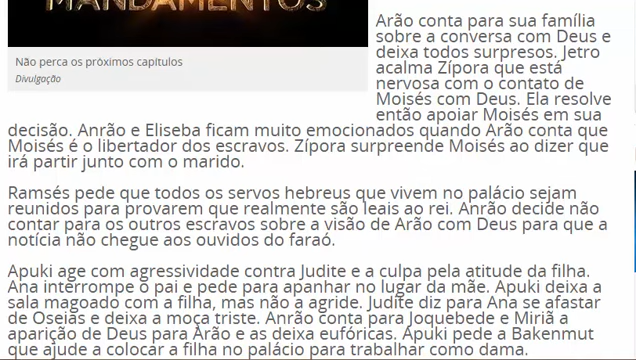 MANDAMENTOS
Não perca os próximos capítulos
Divulgação
Arão conta para sua família
sobre a conversa com Deus e
deixa todos surpresos. Jetro
acalma Zípora que está
nervosa com o contato de
Moisés com Deus. Ela resolve
então apoiar Moisés em sua
decisão. Anrão e Eliseba ficam muito emocionados quando Arão conta que
Moisés é o libertador dos escravos. Zípora surpreende Moisés ao dizer que
irá partir junto com o marido.
Ramsés pede que todos os servos hebreus que vivem no palácio sejam
reunidos para provarem que realmente são leais ao rei. Anrão decide não
contar para os outros escravos sobre a visão de Arão com Deus para que a
notícia não chegue aos ouvidos do faraó.
Apuki age com agressividade contra Judite e a culpa pela atitude da filha.
Ana interrompe o pai e pede para apanhar no lugar da mãe. Apuki deixa a
sala magoado com a filha, mas não a agride. Judite diz para Ana se afastar
de Oseias e deixa a moça triste. Anrão conta para Joquebede e Miriã a
aparição de Deus para Arão e as deixa eufóricas. Apuki pede a Bakenmut
que ajude a colocar a filha no palácio para trabalhar como dama.